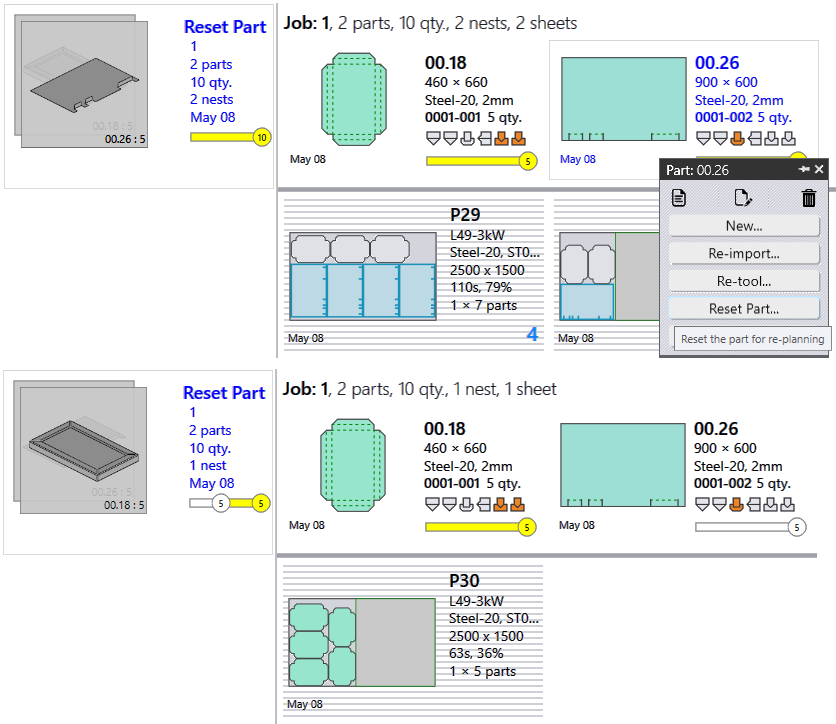 Reset Part
1
2 parts
10 qty.
2 nests
May 08
10
00.18 : 5
00.26 : 5
Job: 1, 2 parts, 10 qty., 2 nests, 2 sheets
00.18
460 × 660
Steel-20, 2mm
0001-001 5 qty.
May 08
5
00.26
900 × 600
Steel-20, 2mm
0001-002 5 qty.
May 08
P29
L49-3kW
Steel-20, ST0...
2500 x 1500
110s, 79%
1 × 7 parts
May 08
4
May 08
Part: 00.26
New...
Re-import...
Re-tool...
Reset Part...
Reset the part for re-planning
Reset Part
1
2 parts
10 qty.
1 nest
May 08
5
5
00.26 : 5
00.18 : 5
Job: 1, 2 parts, 10 qty., 1 nest, 1 sheet
00.18
460 × 660
Steel-20, 2mm
0001-001 5 qty.
May 08
5
00.26
900 × 600
Steel-20, 2mm
0001-002 5 qty.
May 08
5
P30
L49-3kW
Steel-20, ST0...
2500 x 1500
63s, 36%
1 × 5 parts
May 08